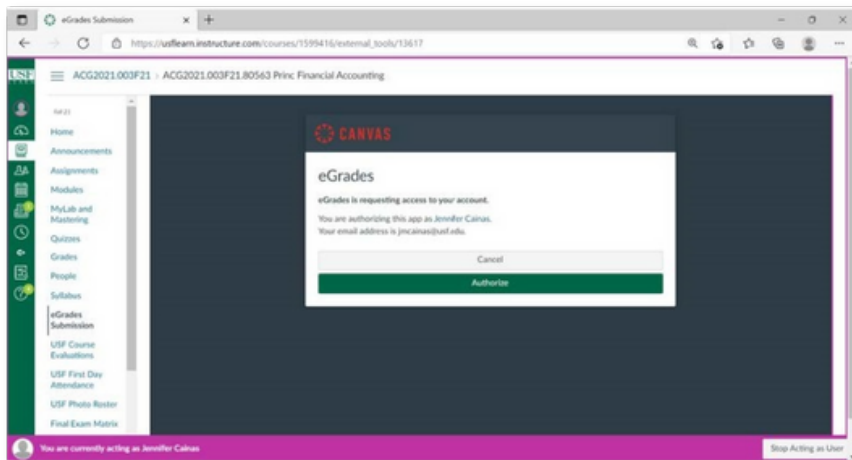 eGrades Submission
https://usflearn.instructure.com/courses/1599416/external_tools/13617
USF
ACG2021.003F21 › ACG2021.003F21.80563 Princ Financial Accounting
Fall 21
Home
Announcements
Assignments
Modules
MyLab and
Mastering
Quizzes
Grades
People
Syllabus
eGrades
Submission
USF Course
Evaluations
USF First Day
Attendance
USF Photo Roster
Final Exam Matrix
CANVAS
eGrades
eGrades is requesting access to your account.
You are authorizing this app as Jennifer Cainas.
Your email address is jmcainas@usf.edu.
Cancel
Authorize
You are currently acting as Jennifer Cainas
Stop Acting as User